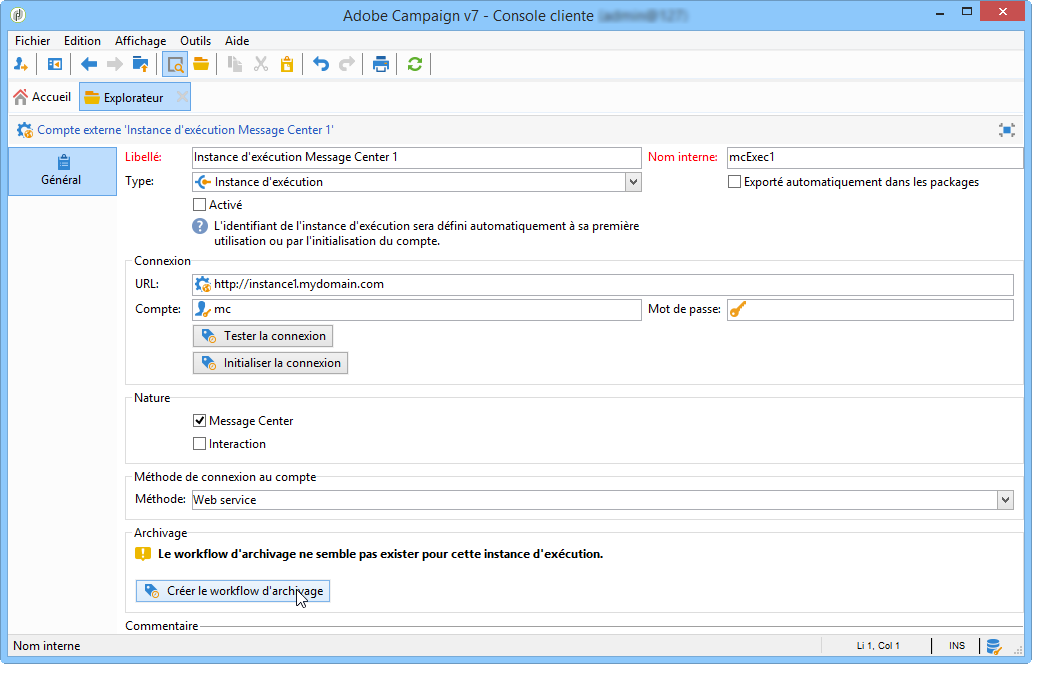 Adobe Campaign v7 - Console cliente (admin@127)
Fichier Edition Affichage Outils Aide
Accueil Explorateur
Compte externe 'Instance d'exécution Message Center 1'
Général
Libellé: Instance d'exécution Message Center 1 Nom interne: mcExec1
Type: Instance d'exécution Exporté automatiquement dans les packages
Activé
L'identifiant de l'instance d'exécution sera défini automatiquement à sa première
utilisation ou par l'initialisation du compte.
Connexion
URL: http://instance1.mydomain.com
Compte: mc Mot de passe:
Tester la connexion
Initialiser la connexion
Nature
Message Center
Interaction
Méthode de connexion au compte
Méthode: Web service
Archivage
Le workflow d'archivage ne semble pas exister pour cette instance d'exécution.
Créer le workflow d'archivage
Commentaire
Nom interne Li 1, Col 1 INS